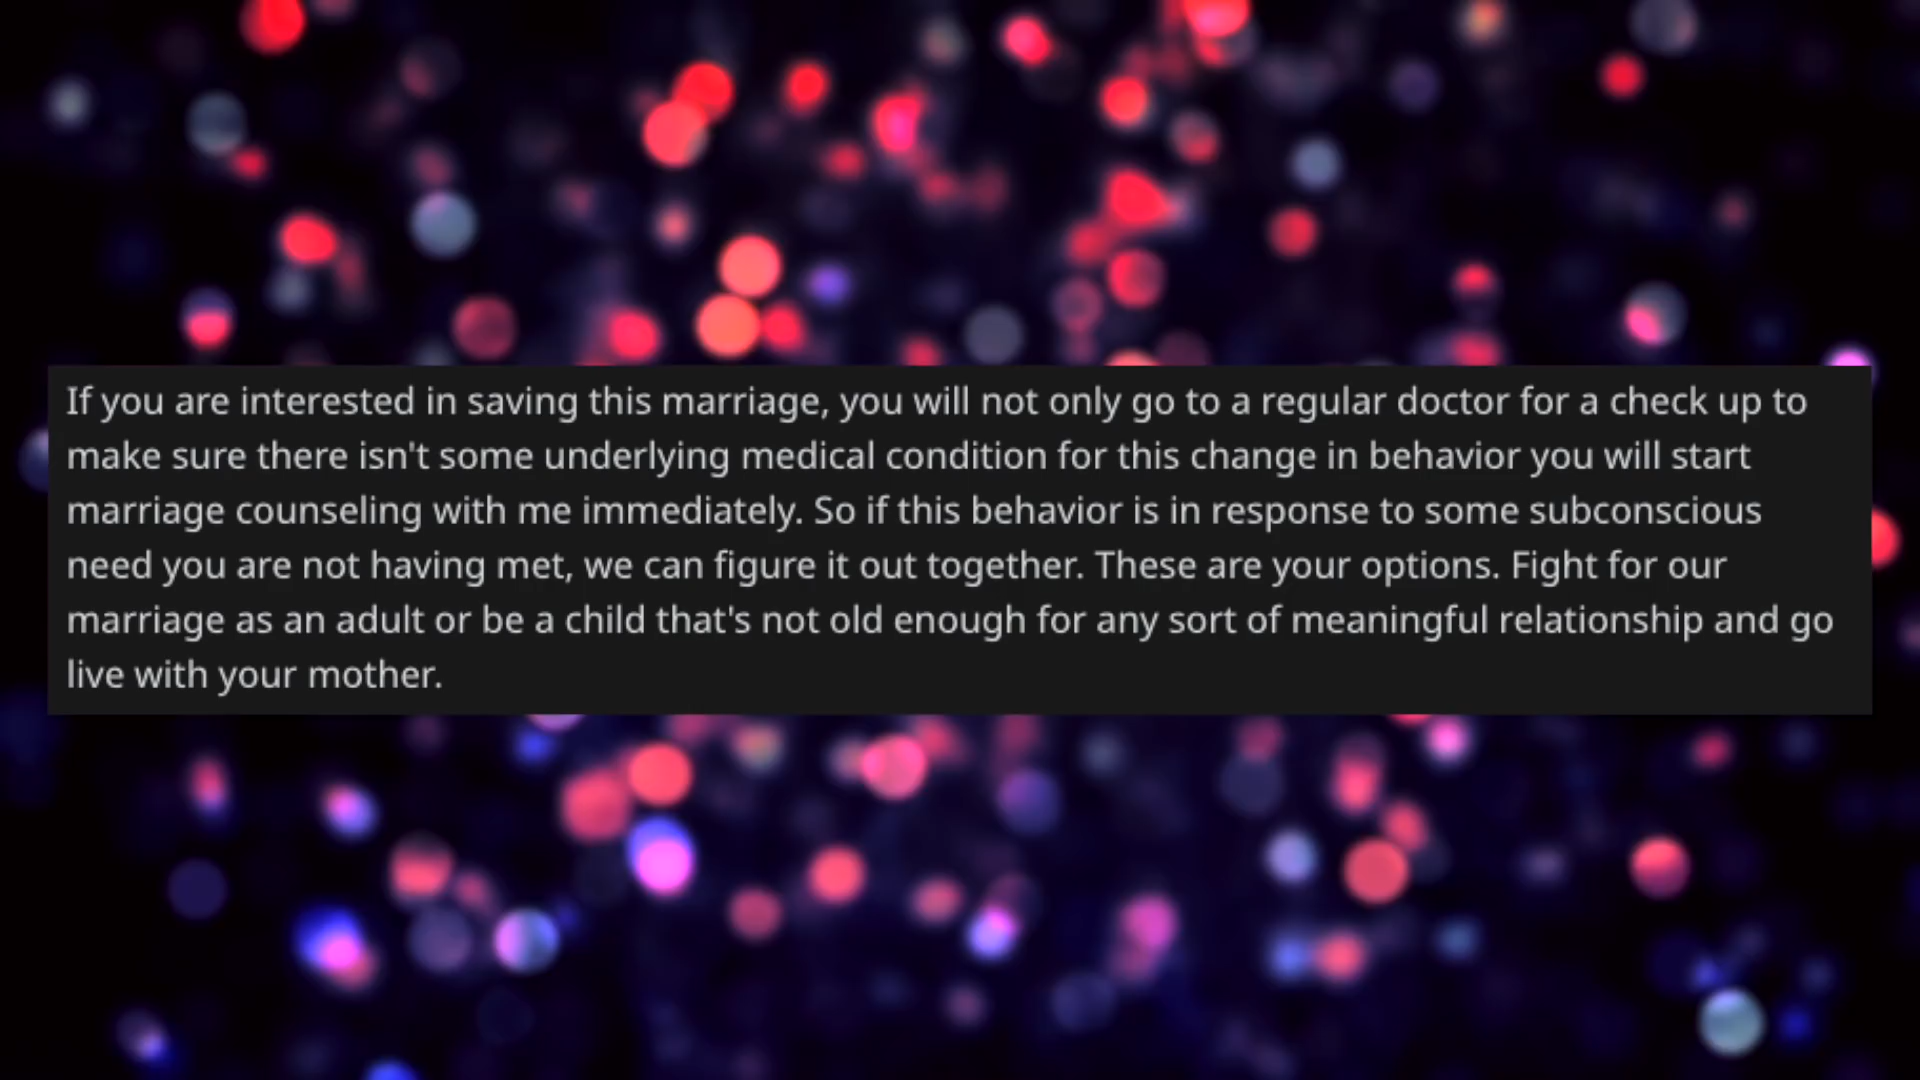 If you are interested in saving this marriage, you will not only go to a regular doctor for a check up to
make sure there isn't some underlying medical condition for this change in behavior you will start
marriage counseling with me immediately. So if this behavior is in response to some subconscious
need you are not having met, we can figure it out together. These are your options. Fight for our
marriage as an adult or be a child that's not old enough for any sort of meaningful relationship and go
live with your mother.